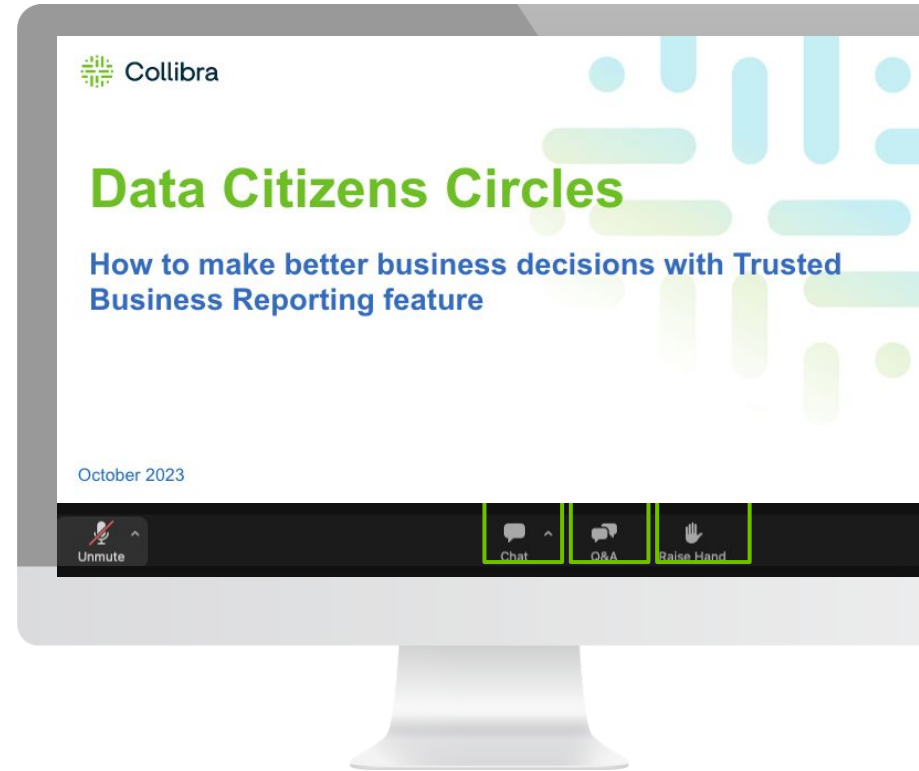 Collibra
Data Citizens Circles
How to make better business decisions with Trusted
Business Reporting feature
October 2023
Unmute
Chat
Q&A
Raise Hand